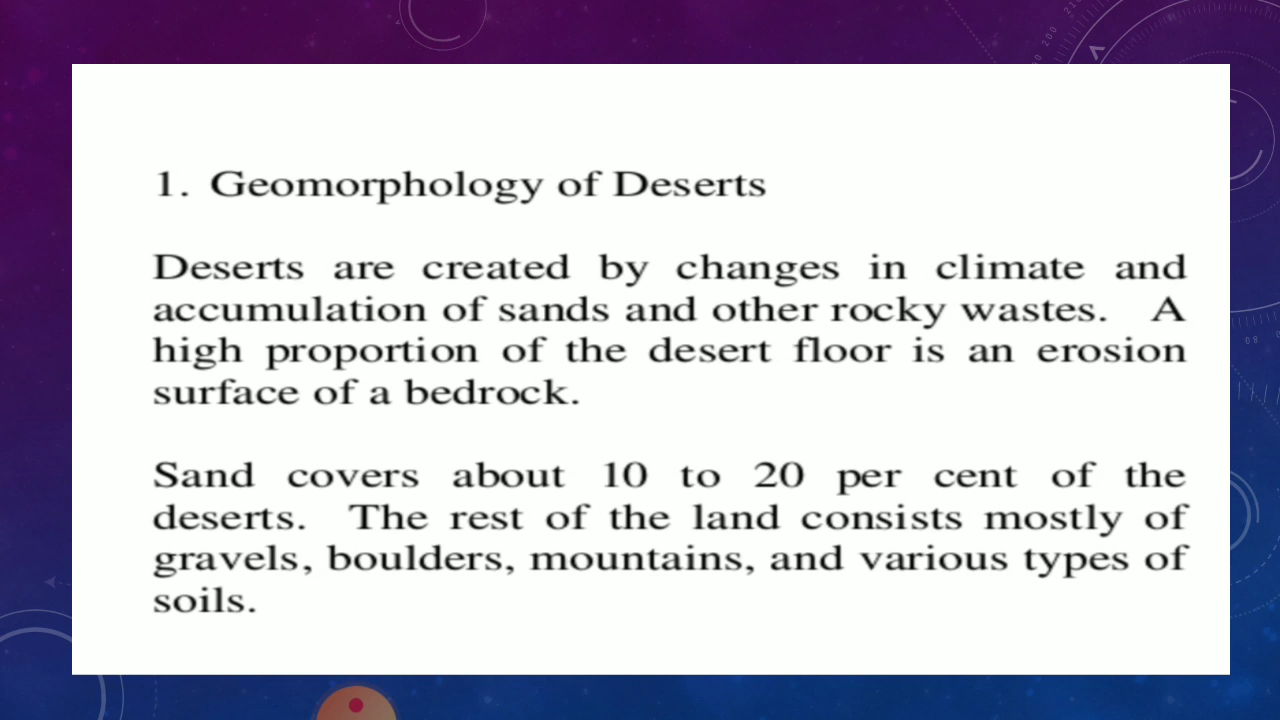 1. Geomorphology of Deserts
Deserts are created by changes in climate and
accumulation of sands and other rocky wastes. A
high proportion of the desert floor is an erosion
surface of a bedrock.
Sand covers about 10 to 20 per cent of the
deserts. The rest of the land consists mostly of
gravels, boulders, mountains, and various types of
soils.
200
80